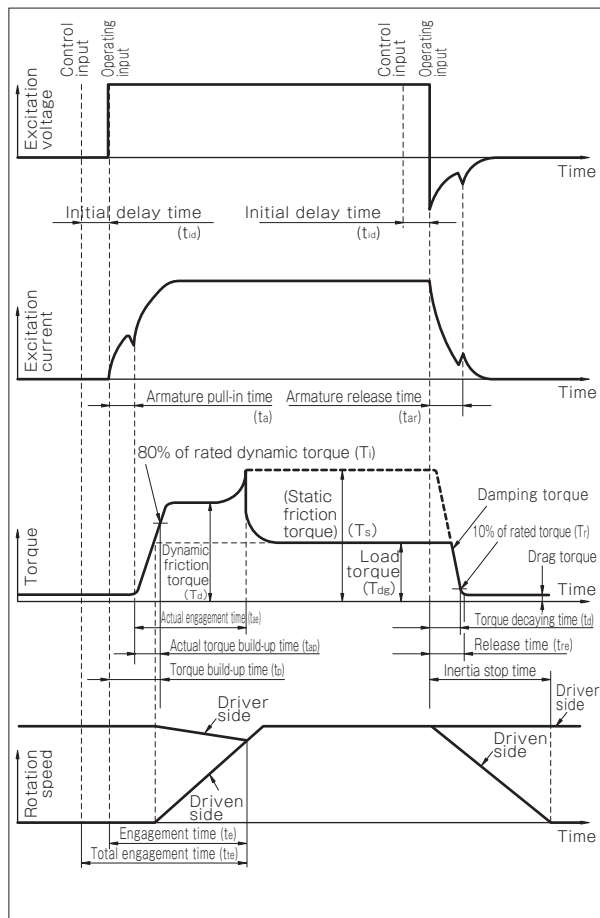 Control
input
Operating
input
Control
input
Operating
input
Excitation
voltage
Time
Initial delay time
(tid)
Initial delay time
(tid)
Excitation
current
Time
Armature pull-in time
(ta)
Armature release time
(tar)
80% of rated dynamic torque (Ti)
(Static
friction
torque)
(Ts)
Damping torque
10% of rated torque (Tr)
Drag torque
Torque
Dynamic
friction
torque
(Td)
Load
torque
(Tdg)
Time
Actual engagement time (tae)
Torque decaying time (td)
Actual torque build-up time (tap)
Release time (tre)
Torque build-up time (tp)
Inertia stop time
Driver
side
Driver
side
Rotation
speed
Driven
side
Driven
side
Time
Engagement time (te)
Total engagement time (tte)